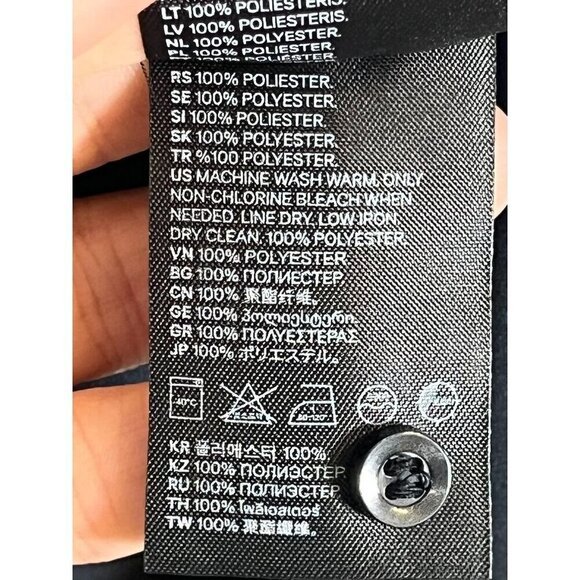 LT 100% POLIESTERIS.
LV 100% POLIESTERIS.
NL 100% POLYESTER.
RS 100% POLIESTER.
SE 100% POLYESTER.
SI 100% POLIESTER.
SK 100% POLYESTER.
TR %100 POLYESTER.
US MACHINE WASH WARM. ONLY
NON-CHLORINE BLEACH WHEN
NEEDED. LINE DRY. LOW IRON.
DRY CLEAN. 100% POLYESTER.
VN 100% POLYESTER.
BG 100% ПОЛИЕСТЕР
CN 100% 聚酯纤维。
GE 100% პოლიესტერი.
GR 100% ΠΟΛΥΕΣΤΕΡΑΣ
JP 100% ポリエステル。
40°C
KR 폴리에스터 100%.
KZ 100% ПОЛИЭСТЕР
RU 100% ПОЛИЭСТЕР
TH 100% โพลีเอสเตอร์
TW 100% 聚酯纖維。